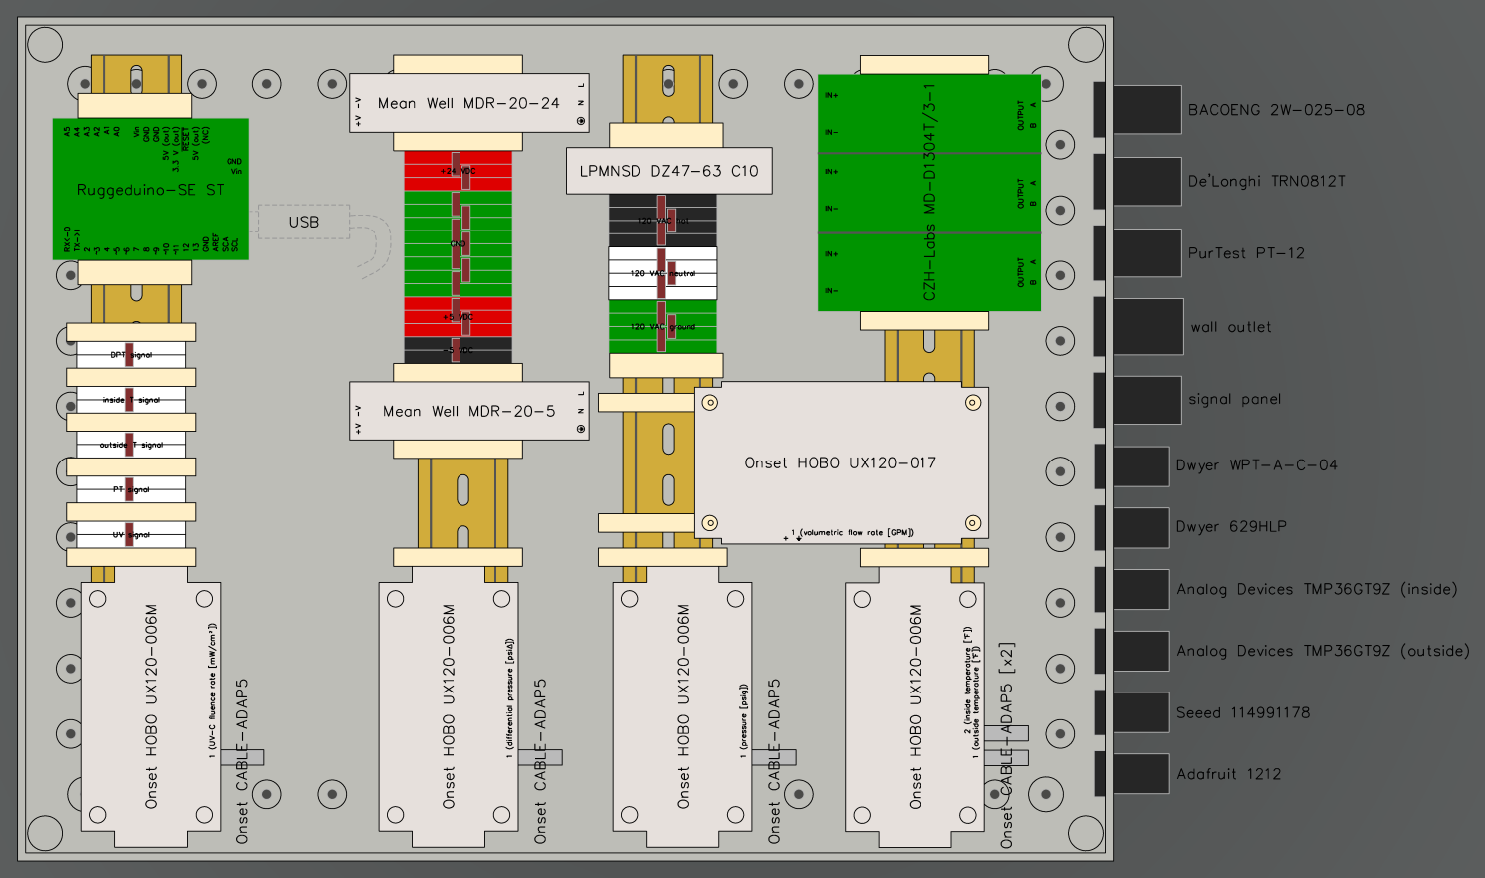 A5
A4
A3
A2
A1
A0
Vin
GND
GND
5V (out)
3.3 V (out)
RESET
5V (out)
(NC)
GND
Vin
Ruggeduino-SE ST
RX<-0
TX->1
2
~3
4
~5
~6
7
8
~9
~10
~11
12
13
GND
AREF
SDA
SCL
USB
DPT signal
inside T signal
outside T signal
PT signal
UV signal
Onset HOBO UX120-006M
1 (UV-C fluence rate [mW/cm²])
Onset CABLE-ADAP5
+V -V
Mean Well MDR-20-24
N L
+24 VDC
GND
+5 VDC
+V -V
Mean Well MDR-20-5
N L
Onset HOBO UX120-006M
1 (differential pressure [psid])
Onset CABLE-ADAP5
LPMNSD DZ47-63 C10
120 VAC hot
120 VAC neutral
120 VAC ground
Onset HOBO UX120-017
1 (volumetric flow rate [GPM])
+
Onset HOBO UX120-006M
1 (pressure [psig])
Onset CABLE-ADAP5
IN+
IN-
IN+
IN-
IN+
IN-
CZH-Labs MD-D1304T/3-1
OUTPUT
B A
OUTPUT
B A
OUTPUT
B A
Onset HOBO UX120-006M
2 (inside temperature [°F])
1 (outside temperature [°F])
Onset CABLE-ADAP5 [x2]
BACOENG 2W-025-08
De'Longhi TRN0812T
PurTest PT-12
wall outlet
signal panel
Dwyer WPT-A-C-04
Dwyer 629HLP
Analog Devices TMP36GT9Z (inside)
Analog Devices TMP36GT9Z (outside)
Seeed 114991178
Adafruit 1212